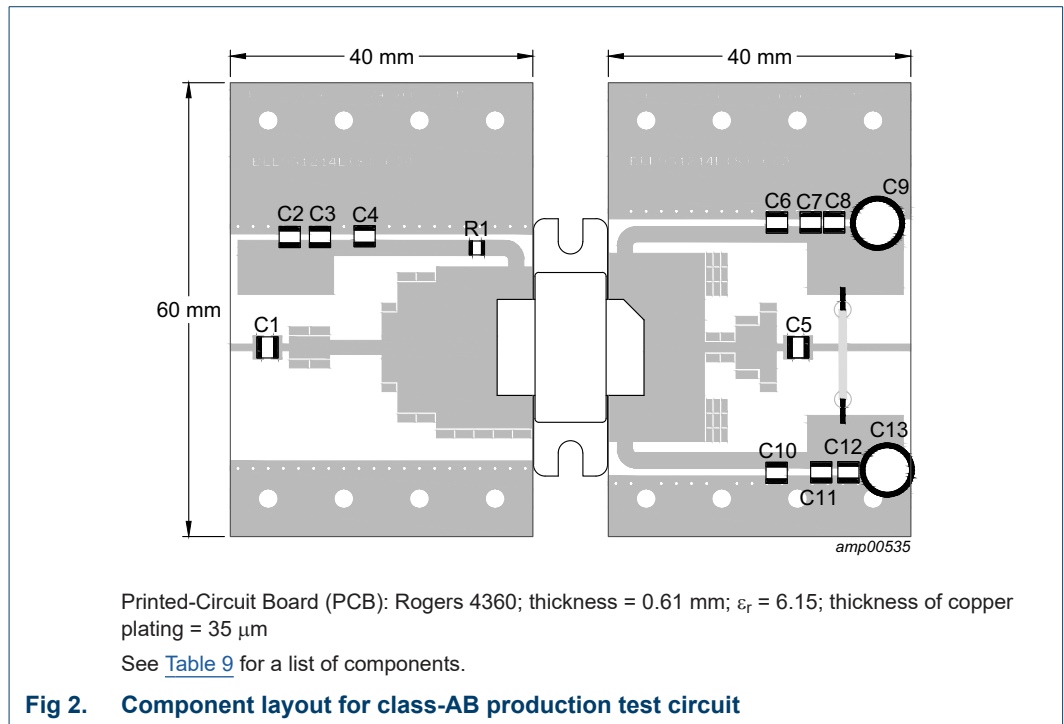 40 mm
40 mm
60 mm
C2 C3 C4 R1
C6 C7 C8 C9
C1
C5
C10 C11 C12 C13
amp00535
Printed-Circuit Board (PCB): Rogers 4360; thickness = 0.61 mm; εr = 6.15; thickness of copper
plating = 35 μm
See Table 9 for a list of components.
Fig 2. Component layout for class-AB production test circuit